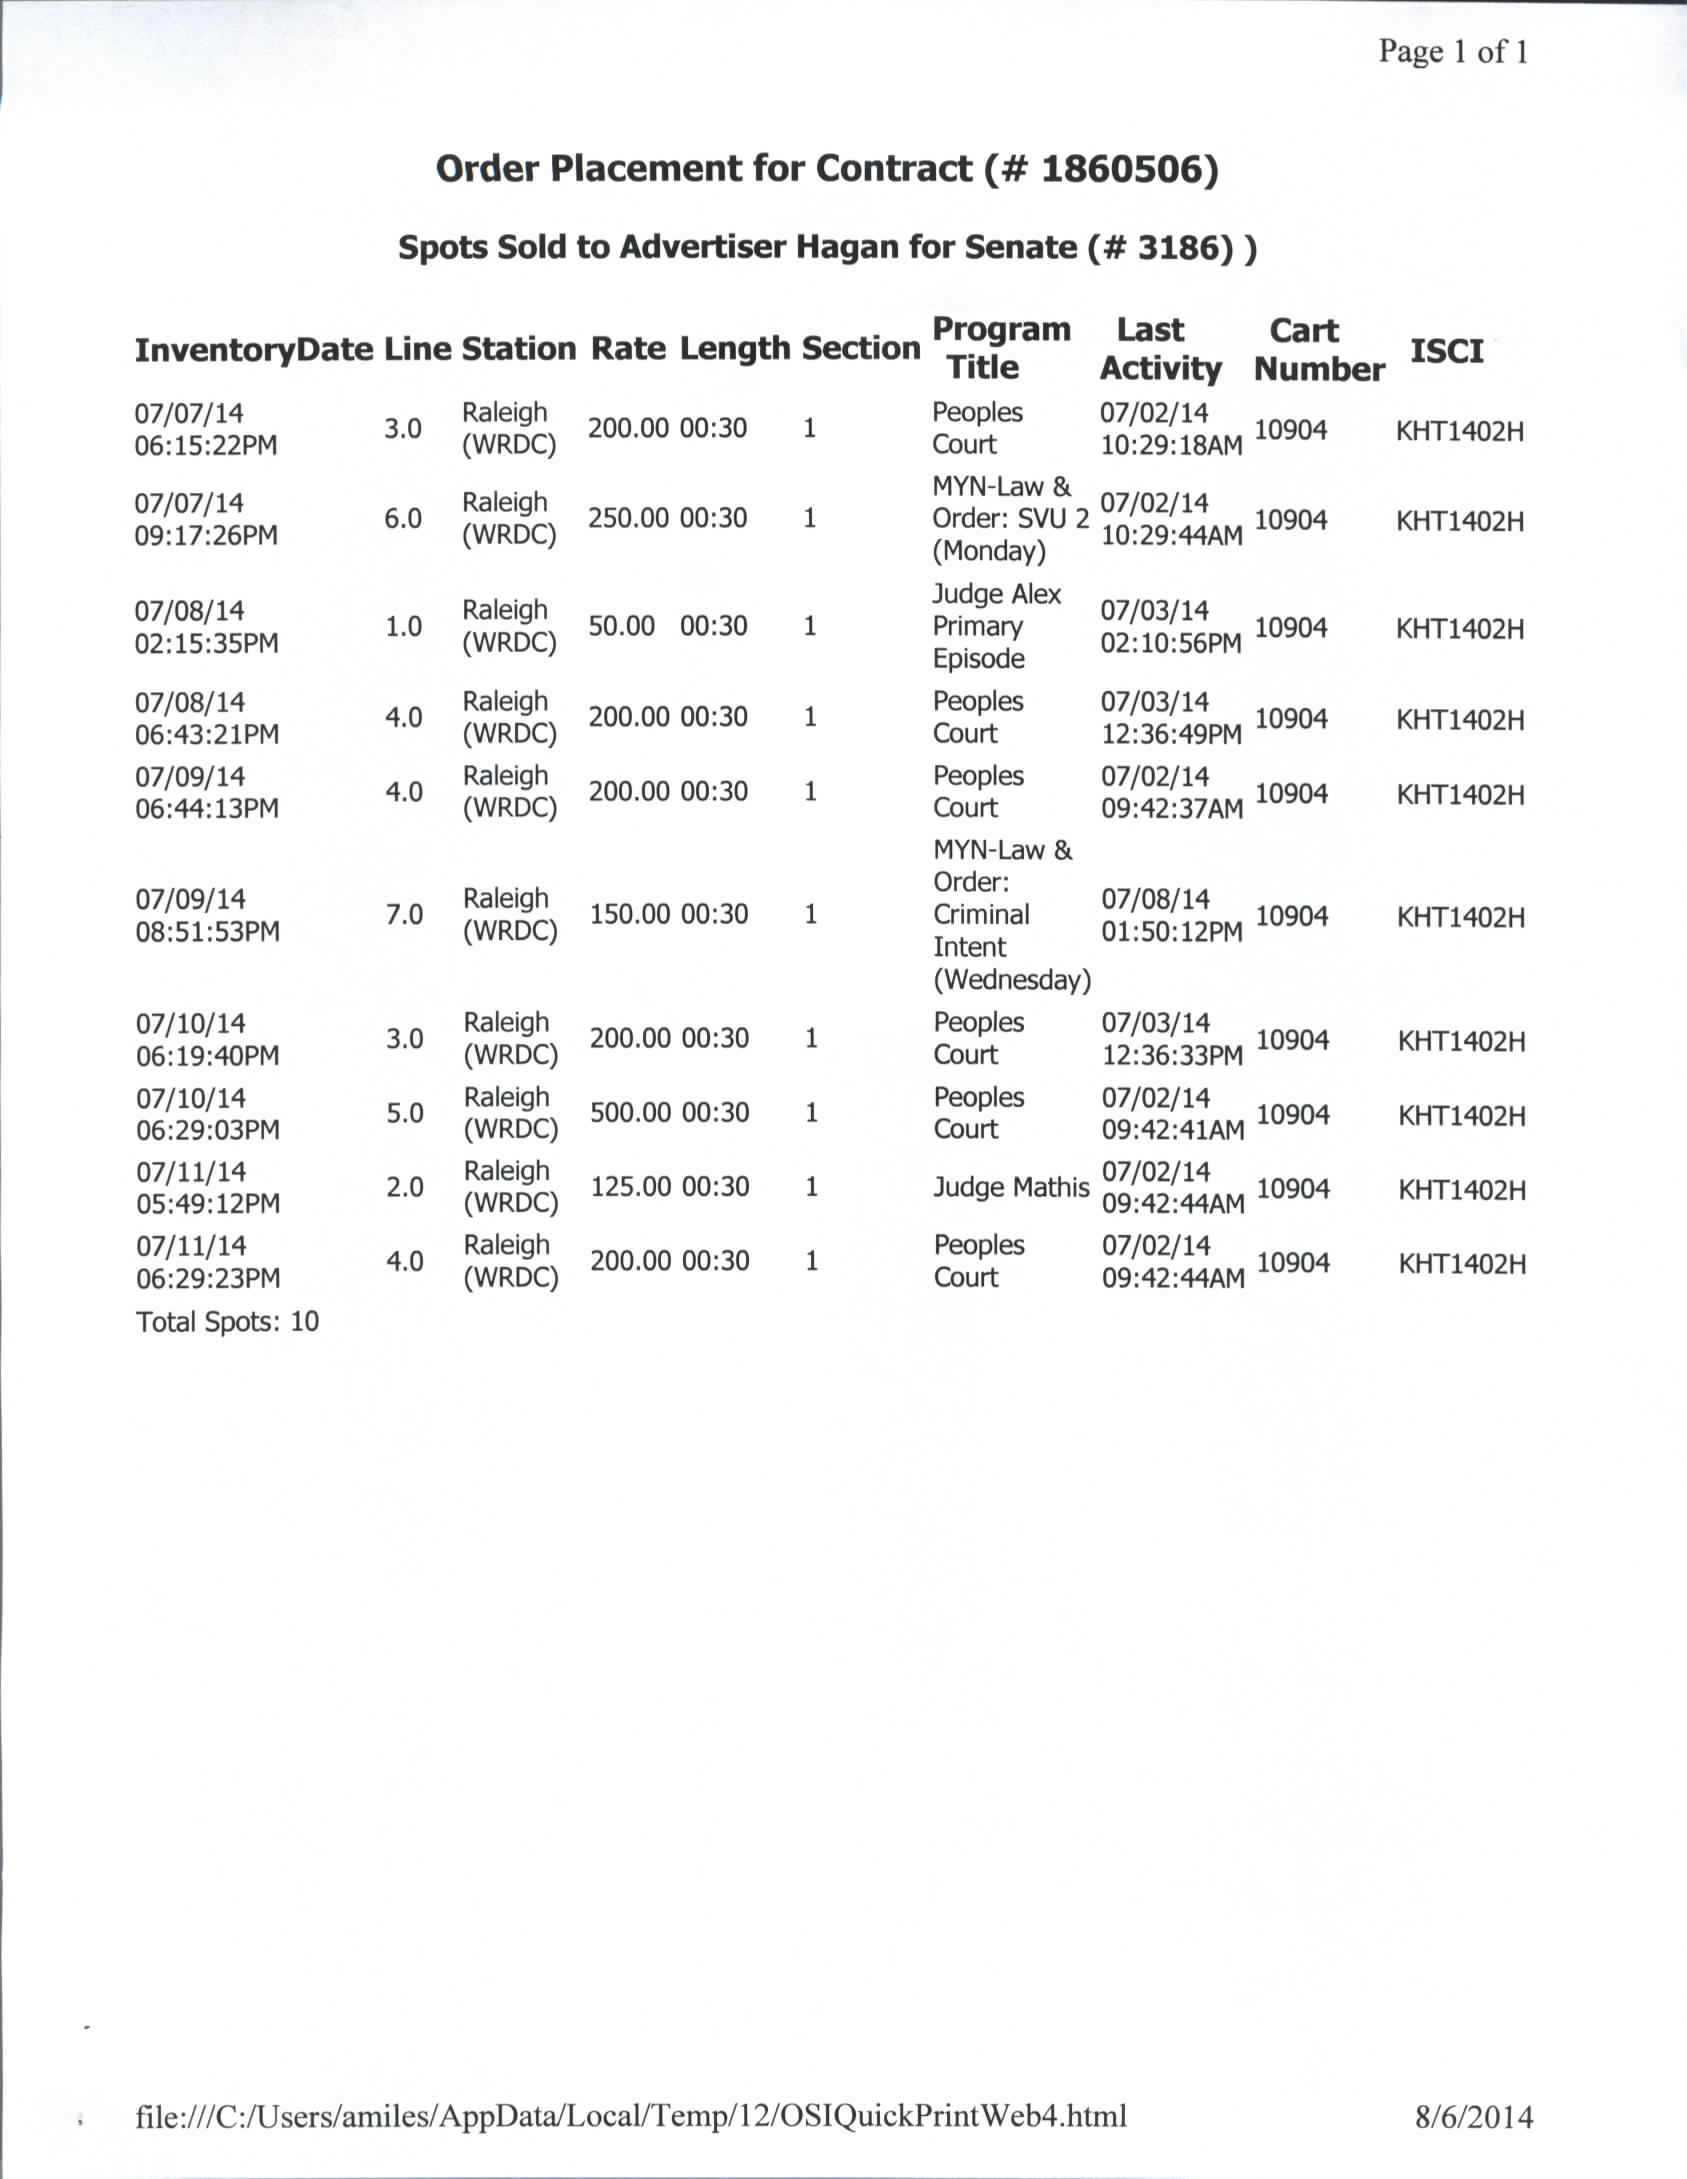 Page 1 of 1
Order Placement for Contract (# 1860506)
Spots Sold to Advertiser Hagan for Senate (# 3186) )
InventoryDate Line Station Rate Length Section Program Title Last Activity Cart Number ISCI
07/07/14 06:15:22PM 3.0 Raleigh (WRDC) 200.00 00:30 1 Peoples Court 07/02/14 10:29:18AM 10904 KHT1402H
07/07/14 09:17:26PM 6.0 Raleigh (WRDC) 250.00 00:30 1 MYN-Law & Order: SVU 2 (Monday) 07/02/14 10:29:44AM 10904 KHT1402H
07/08/14 02:15:35PM 1.0 Raleigh (WRDC) 50.00 00:30 1 Judge Alex Primary Episode 07/03/14 02:10:56PM 10904 KHT1402H
07/08/14 06:43:21PM 4.0 Raleigh (WRDC) 200.00 00:30 1 Peoples Court 07/03/14 12:36:49PM 10904 KHT1402H
07/09/14 06:44:13PM 4.0 Raleigh (WRDC) 200.00 00:30 1 Peoples Court 07/02/14 09:42:37AM 10904 KHT1402H
07/09/14 08:51:53PM 7.0 Raleigh (WRDC) 150.00 00:30 1 MYN-Law & Order: Criminal Intent (Wednesday) 07/08/14 01:50:12PM 10904 KHT1402H
07/10/14 06:19:40PM 3.0 Raleigh (WRDC) 200.00 00:30 1 Peoples Court 07/03/14 12:36:33PM 10904 KHT1402H
07/10/14 06:29:03PM 5.0 Raleigh (WRDC) 500.00 00:30 1 Peoples Court 07/02/14 09:42:41AM 10904 KHT1402H
07/11/14 05:49:12PM 2.0 Raleigh (WRDC) 125.00 00:30 1 Judge Mathis 07/02/14 09:42:44AM 10904 KHT1402H
07/11/14 06:29:23PM 4.0 Raleigh (WRDC) 200.00 00:30 1 Peoples Court 07/02/14 09:42:44AM 10904 KHT1402H
Total Spots: 10
file:///C:/Users/amiles/AppData/Local/Temp/12/OSIQuickPrintWeb4.html 8/6/2014